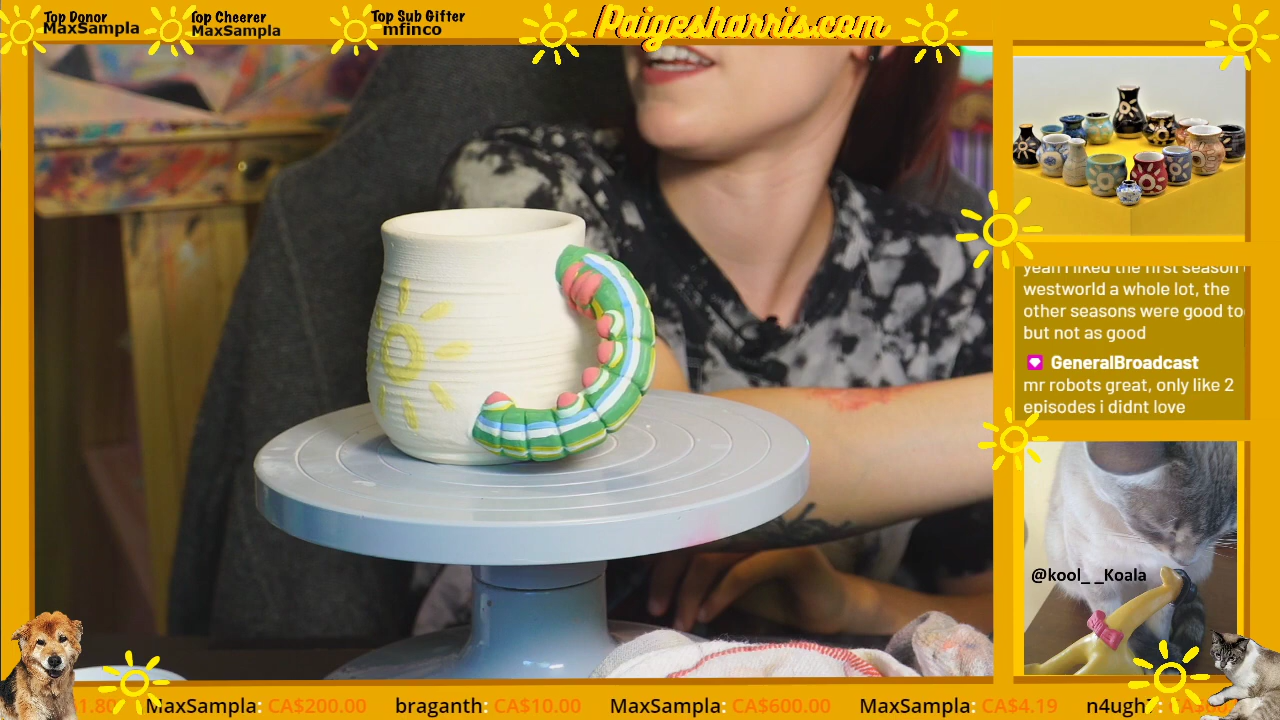 Top Donor
MaxSampla
Top Cheerer
MaxSampla
Top Sub Gifter
mfinco
Paigesharris.com
yeah i liked the first season
westworld a whole lot, the
other seasons were good
but not as good
GeneralBroadcast
mr robots great, only like 2
episodes i didnt love
@kool_ _Koala
1.80 MaxSampla: CA$200.00 braganth: CA$10.00 MaxSampla: CA$600.00 MaxSampla: CA$4.19